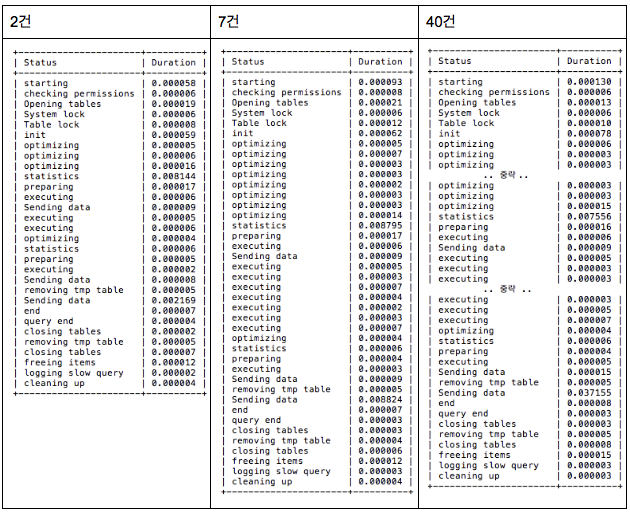 2건
| Status | Duration |
| starting | 0.000058 |
| checking permissions | 0.000006 |
| Opening tables | 0.000019 |
| System lock | 0.000006 |
| Table lock | 0.000008 |
| init | 0.000059 |
| optimizing | 0.000005 |
| optimizing | 0.000006 |
| optimizing | 0.000016 |
| statistics | 0.008144 |
| preparing | 0.000017 |
| executing | 0.000006 |
| Sending data | 0.000009 |
| executing | 0.000005 |
| executing | 0.000006 |
| optimizing | 0.000004 |
| statistics | 0.000006 |
| preparing | 0.000005 |
| executing | 0.000002 |
| Sending data | 0.000008 |
| removing tmp table | 0.000005 |
| Sending data | 0.002169 |
| end | 0.000007 |
| query end | 0.000004 |
| closing tables | 0.000002 |
| removing tmp table | 0.000005 |
| closing tables | 0.000007 |
| freeing items | 0.000012 |
| logging slow query | 0.000002 |
| cleaning up | 0.000004 |
7건
| Status | Duration |
| starting | 0.000093 |
| checking permissions | 0.000008 |
| Opening tables | 0.000021 |
| System lock | 0.000006 |
| Table lock | 0.000012 |
| init | 0.000062 |
| optimizing | 0.000005 |
| optimizing | 0.000007 |
| optimizing | 0.000003 |
| optimizing | 0.000003 |
| optimizing | 0.000002 |
| optimizing | 0.000003 |
| optimizing | 0.000003 |
| optimizing | 0.000014 |
| statistics | 0.008795 |
| preparing | 0.000017 |
| executing | 0.000006 |
| Sending data | 0.000009 |
| executing | 0.000005 |
| executing | 0.000003 |
| executing | 0.000007 |
| executing | 0.000004 |
| executing | 0.000002 |
| executing | 0.000003 |
| executing | 0.000007 |
| optimizing | 0.000004 |
| statistics | 0.000006 |
| preparing | 0.000004 |
| executing | 0.000003 |
| Sending data | 0.000009 |
| removing tmp table | 0.000005 |
| Sending data | 0.008824 |
| end | 0.000007 |
| query end | 0.000003 |
| closing tables | 0.000003 |
| removing tmp table | 0.000004 |
| closing tables | 0.000006 |
| freeing items | 0.000012 |
| logging slow query | 0.000003 |
| cleaning up | 0.000004 |
40건
| Status | Duration |
| starting | 0.000130 |
| checking permissions | 0.000006 |
| Opening tables | 0.000013 |
| System lock | 0.000006 |
| Table lock | 0.000010 |
| init | 0.000078 |
| optimizing | 0.000006 |
| optimizing | 0.000003 |
| optimizing | 0.000003 |
.. 중략 ..
| optimizing | 0.000003 |
| optimizing | 0.000003 |
| optimizing | 0.000015 |
| statistics | 0.007556 |
| preparing | 0.000016 |
| executing | 0.000006 |
| Sending data | 0.000009 |
| executing | 0.000005 |
| executing | 0.000003 |
| executing | 0.000003 |
.. 중략 ..
| executing | 0.000003 |
| executing | 0.000005 |
| executing | 0.000007 |
| optimizing | 0.000004 |
| statistics | 0.000006 |
| preparing | 0.000004 |
| executing | 0.000005 |
| Sending data | 0.000015 |
| removing tmp table | 0.000005 |
| Sending data | 0.037155 |
| end | 0.000008 |
| query end | 0.000003 |
| closing tables | 0.000003 |
| removing tmp table | 0.000005 |
| closing tables | 0.000008 |
| freeing items | 0.000015 |
| logging slow query | 0.000003 |
| cleaning up | 0.000003 |